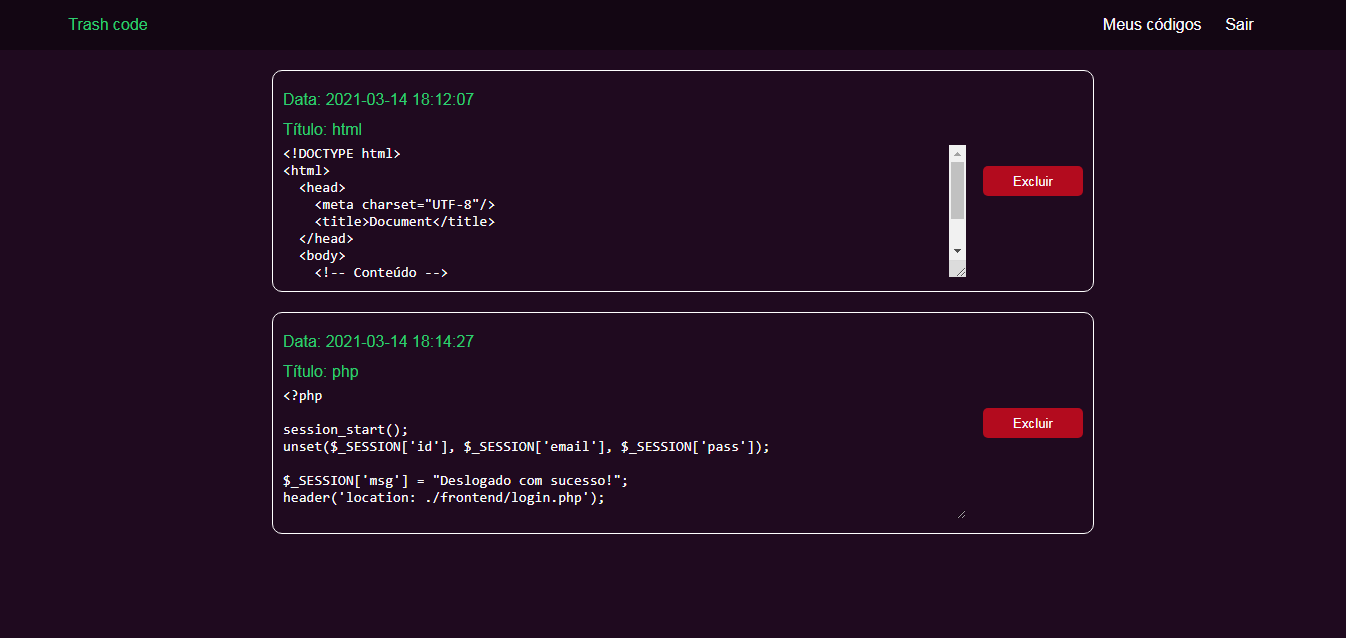 Trash code
Meus códigos Sair
Data: 2021-03-14 18:12:07
Título: html
<!DOCTYPE html>
<html>
  <head>
    <meta charset="UTF-8"/>
    <title>Document</title>
  </head>
  <body>
    <!-- Conteúdo -->
Excluir
Data: 2021-03-14 18:14:27
Título: php
<?php
session_start();
unset($_SESSION['id'], $_SESSION['email'], $_SESSION['pass']);
$_SESSION['msg'] = "Deslogado com sucesso!";
header('location: ./frontend/login.php');
Excluir